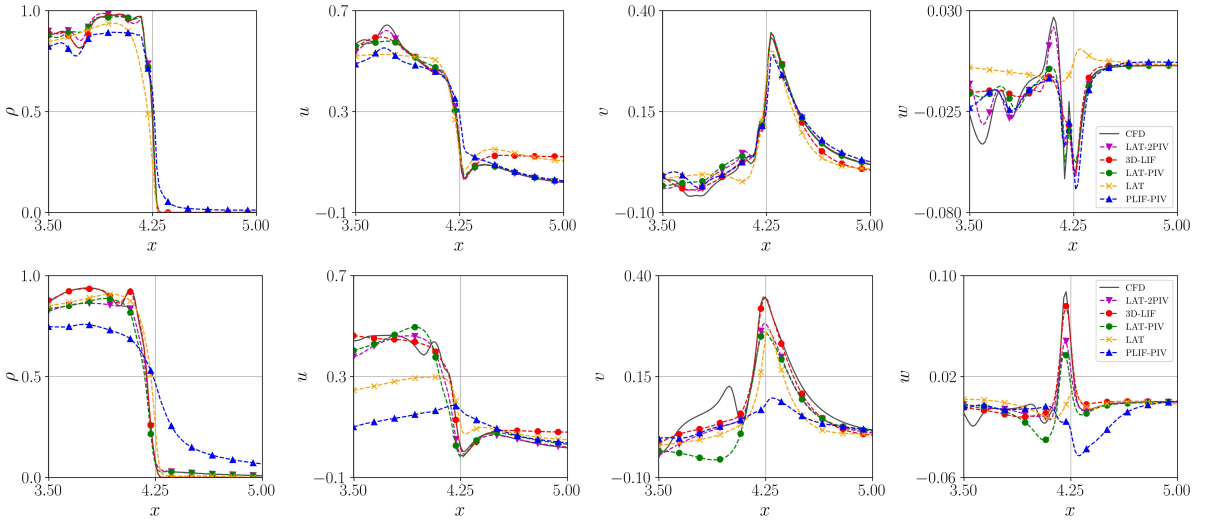 1.0
0.5
0.0
ρ
3.50
4.25
5.00
x
0.7
0.3
−0.1
u
3.50
4.25
5.00
x
0.40
0.15
−0.10
v
3.50
4.25
5.00
x
0.030
−0.025
−0.080
w
3.50
4.25
5.00
x
CFD
LAT-2PIV
3D-LIF
LAT-PIV
LAT
PLIF-PIV
1.0
0.5
0.0
ρ
3.50
4.25
5.00
x
0.7
0.3
−0.1
u
3.50
4.25
5.00
x
0.40
0.15
−0.10
v
3.50
4.25
5.00
x
0.10
0.02
−0.06
w
3.50
4.25
5.00
x
CFD
LAT-2PIV
3D-LIF
LAT-PIV
LAT
PLIF-PIV